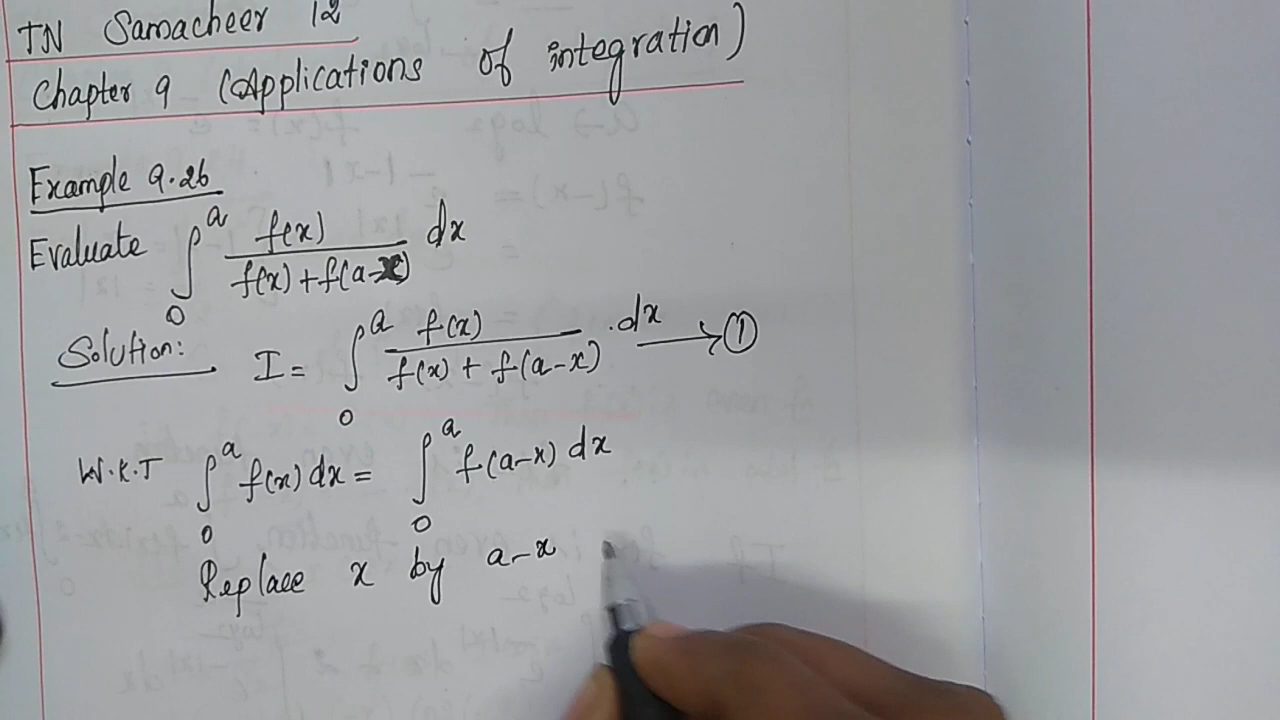 TN Samacheer 12
Chapter 9 (Applications of integration)
Example 9.26
Evaluate ∫₀ᵃ f(x) / (f(x)+f(a-x)) dx
Solution: I = ∫₀ᵃ f(x) / (f(x) + f(a-x)) .dx → ①
W.K.T ∫₀ᵃ f(x) dx = ∫₀ᵃ f(a-x) dx
Replace x by a-x